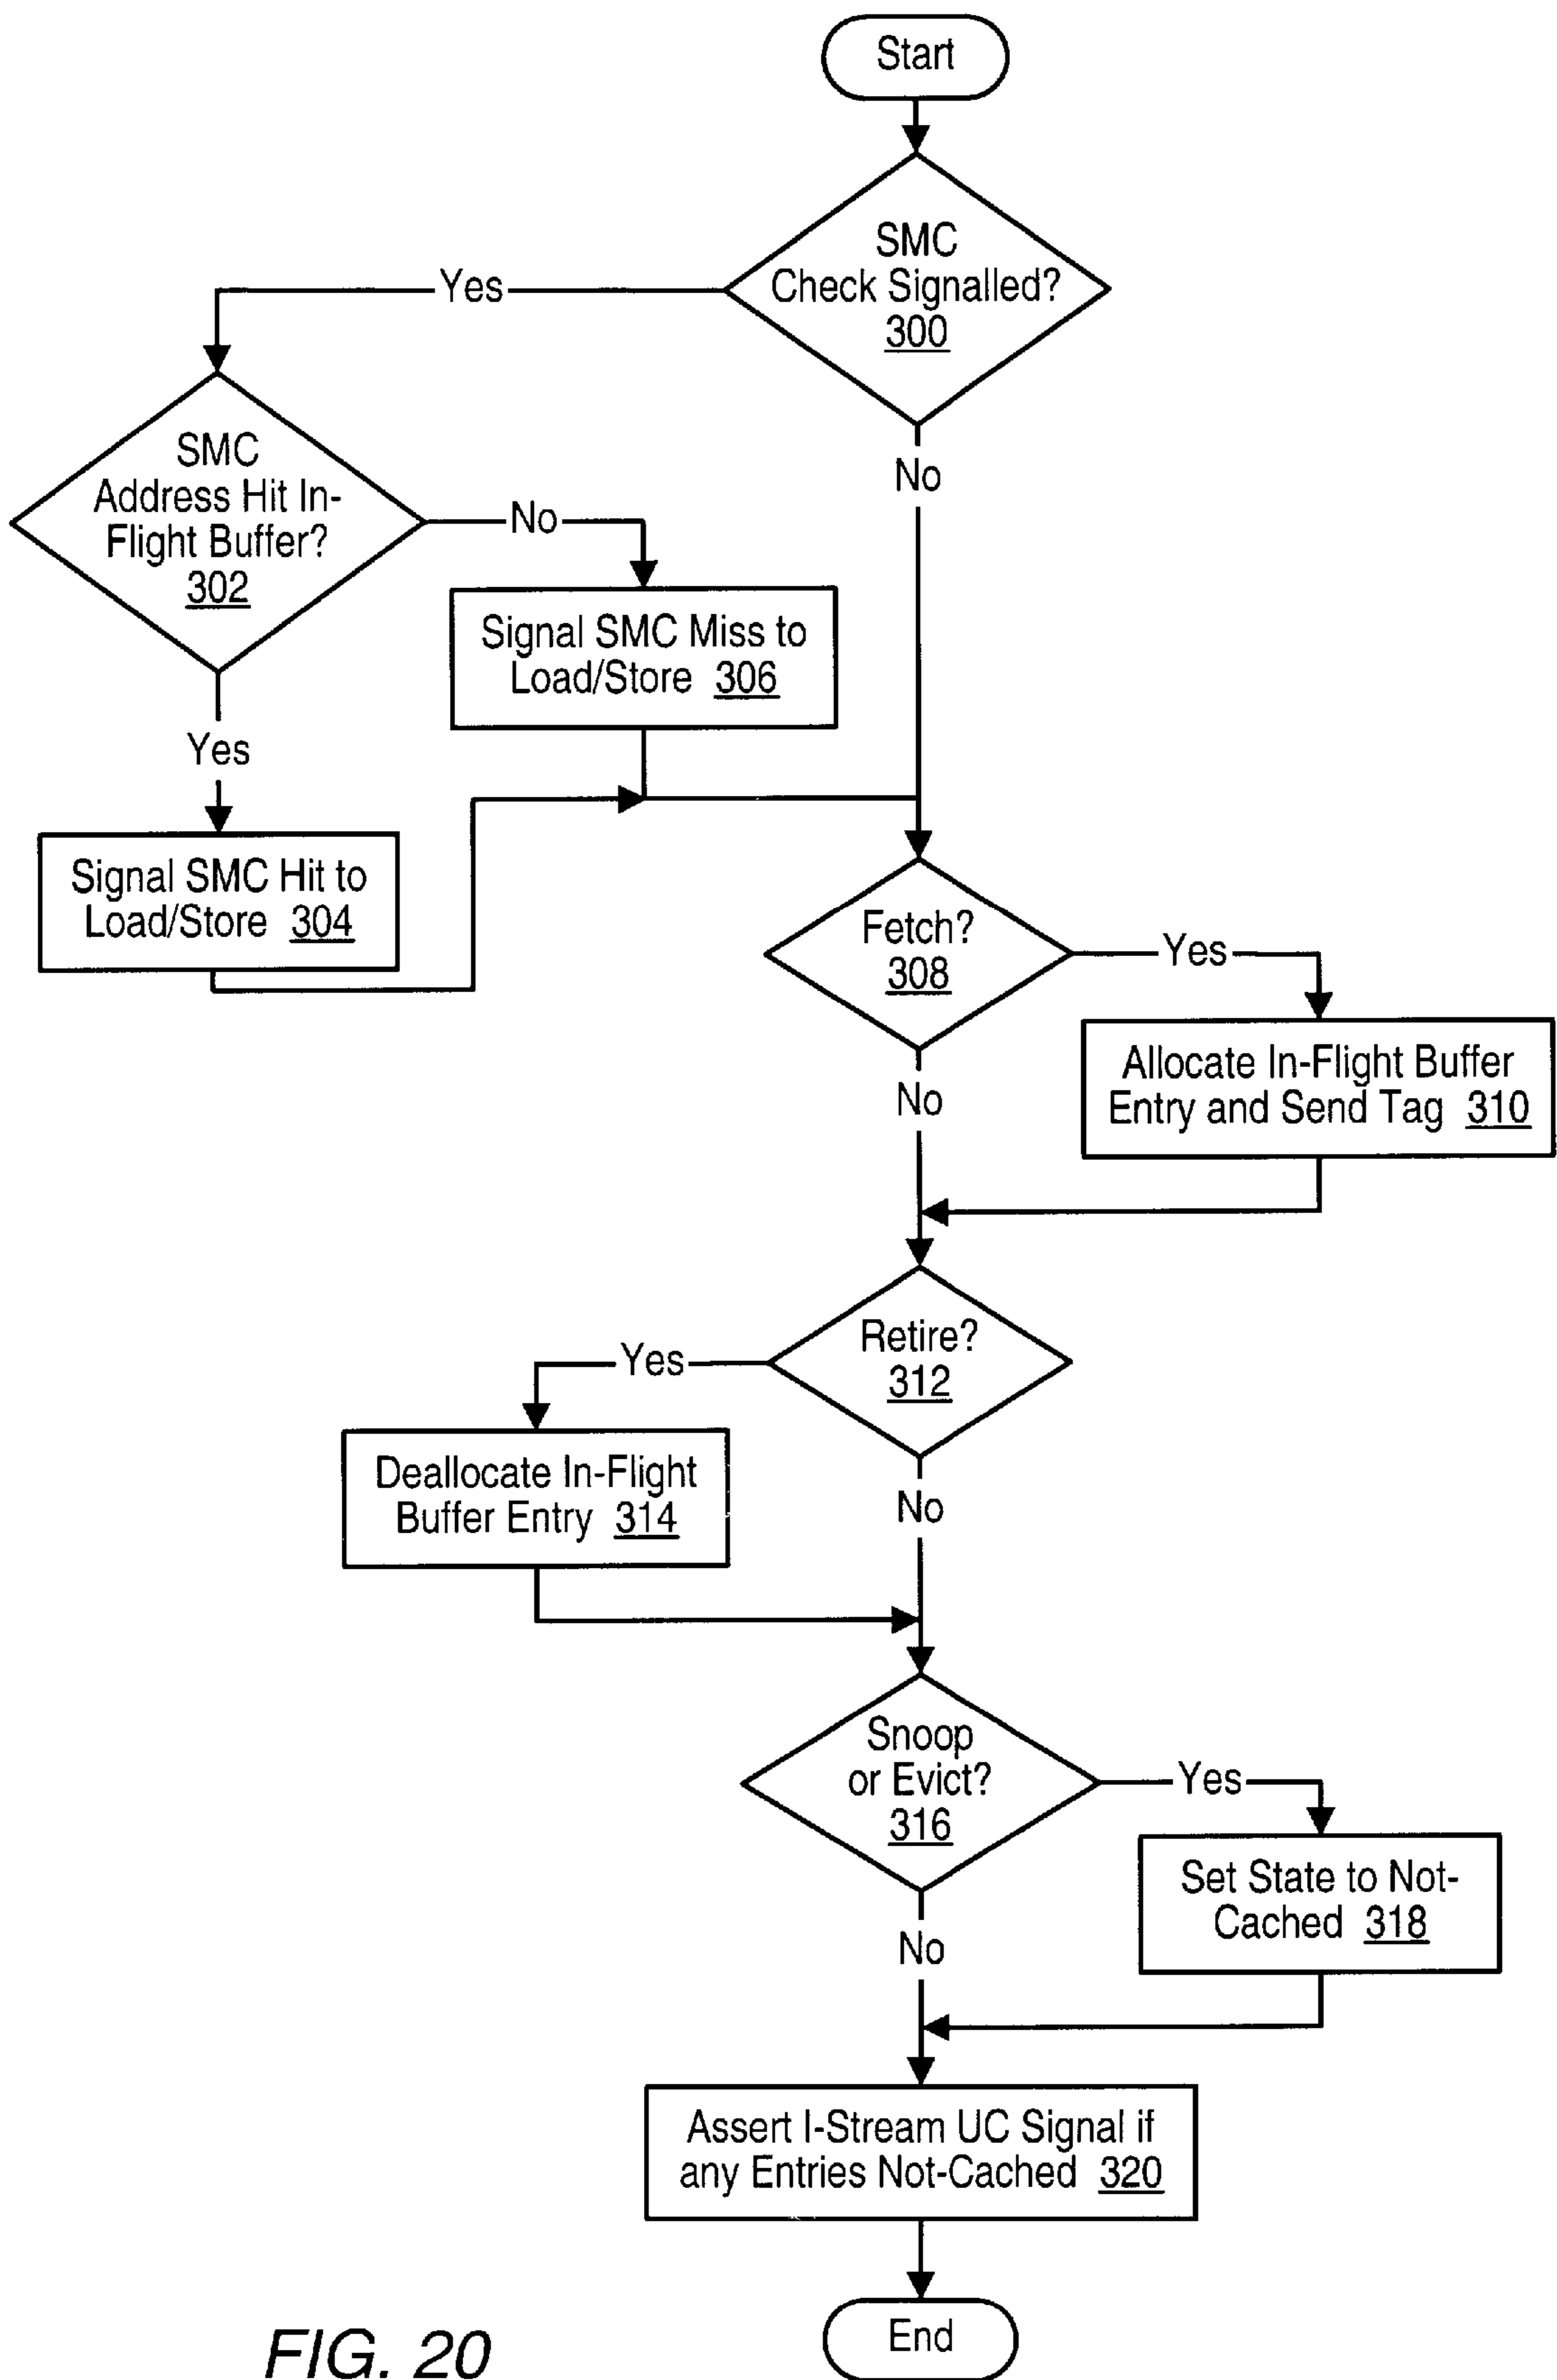 Start
SMC
Check Signalled?
300
Yes
No
SMC
Address Hit In-
Flight Buffer?
302
No
Signal SMC Miss to
Load/Store 306
Yes
Signal SMC Hit to
Load/Store 304
Fetch?
308
Yes
Allocate In-Flight Buffer
Entry and Send Tag 310
No
Retire?
312
Yes
Deallocate In-Flight
Buffer Entry 314
No
Snoop
or Evict?
316
Yes
Set State to Not-
Cached 318
No
Assert I-Stream UC Signal if
any Entries Not-Cached 320
End
FIG. 20